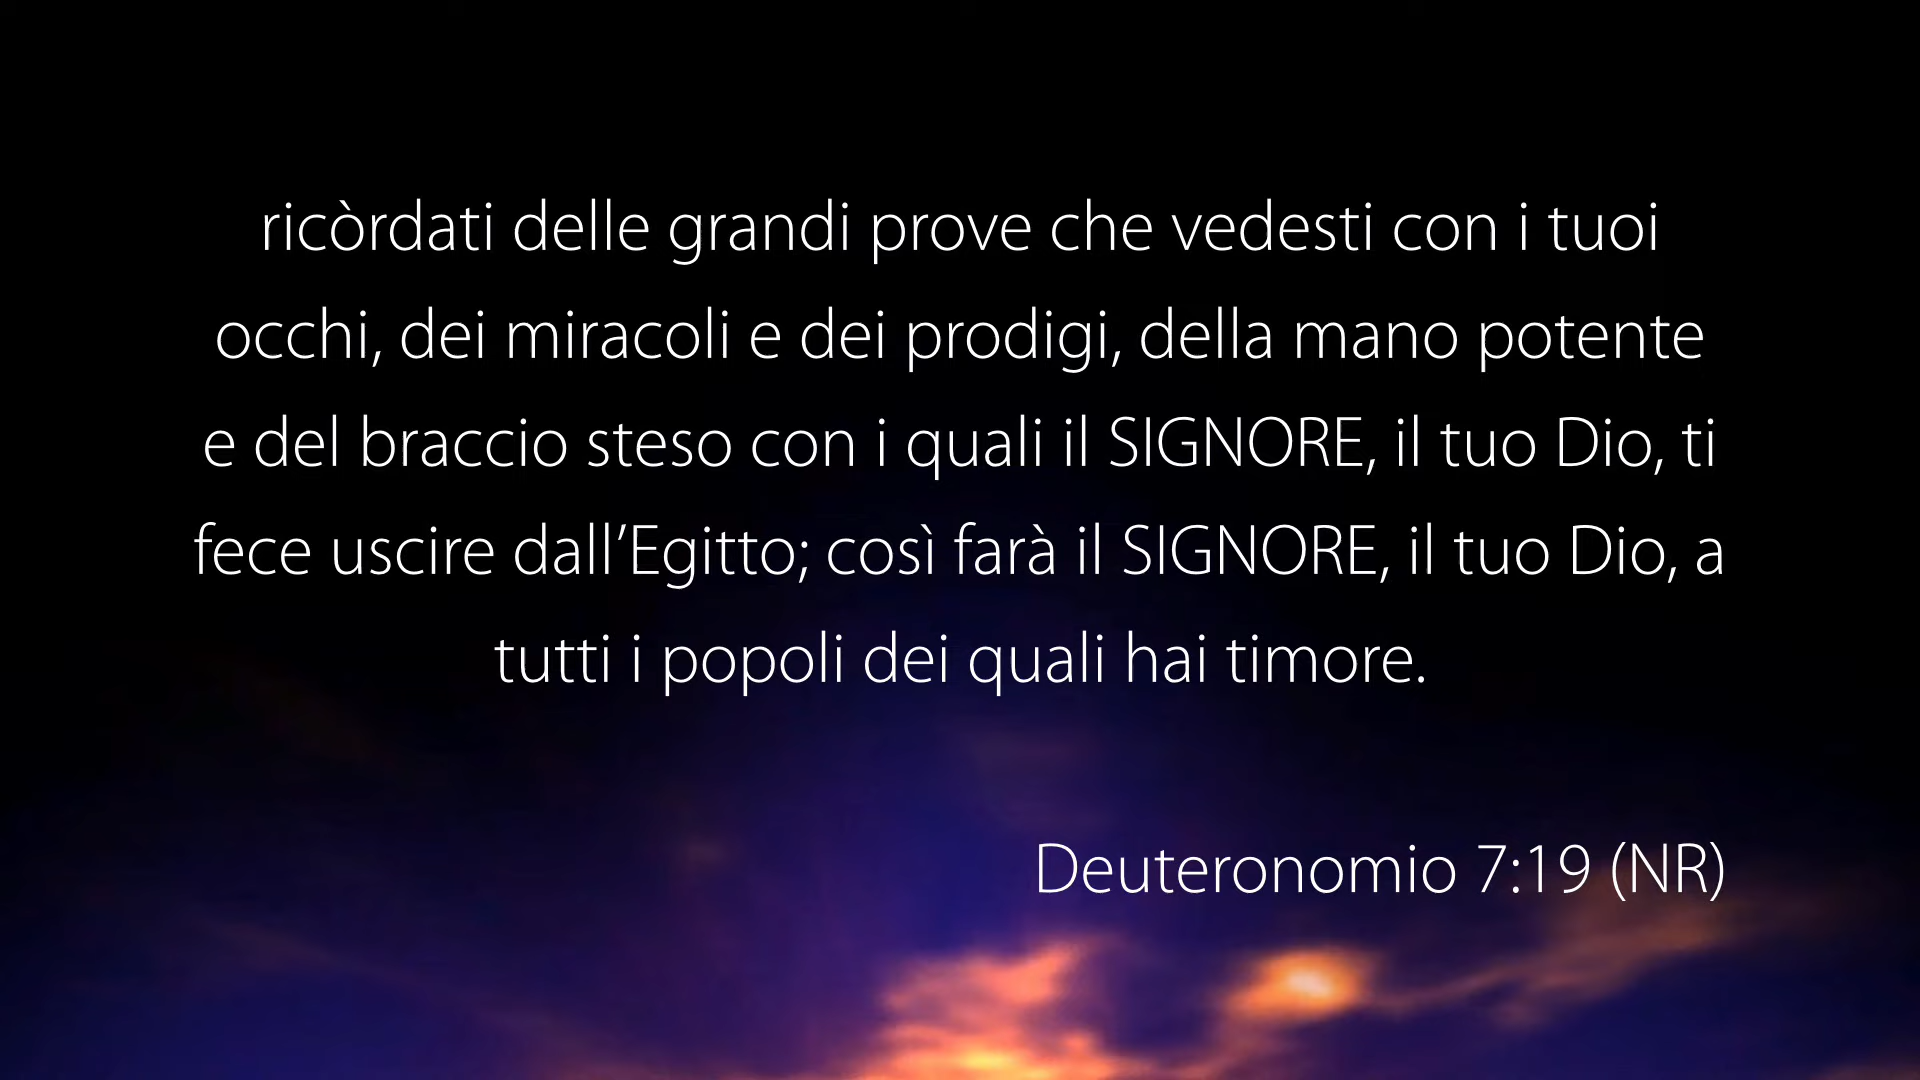 ricòrdati delle grandi prove che vedesti con i tuoi
occhi, dei miracoli e dei prodigi, della mano potente
e del braccio steso con i quali il SIGNORE, il tuo Dio, ti
fece uscire dall’Egitto; così farà il SIGNORE, il tuo Dio, a
tutti i popoli dei quali hai timore.
Deuteronomio 7:19 (NR)